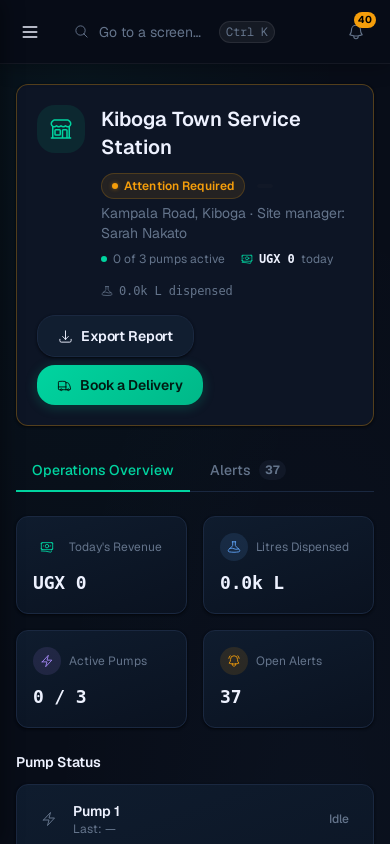 Go to a screen...
Ctrl K
40
Kiboga Town Service
Station
Attention Required
Kampala Road, Kiboga · Site manager:
Sarah Nakato
0 of 3 pumps active
UGX 0 today
0.0k L dispensed
Export Report
Book a Delivery
Operations Overview
Alerts 37
Today's Revenue
UGX 0
Litres Dispensed
0.0k L
Active Pumps
0 / 3
Open Alerts
37
Pump Status
Pump 1
Idle
Last: —